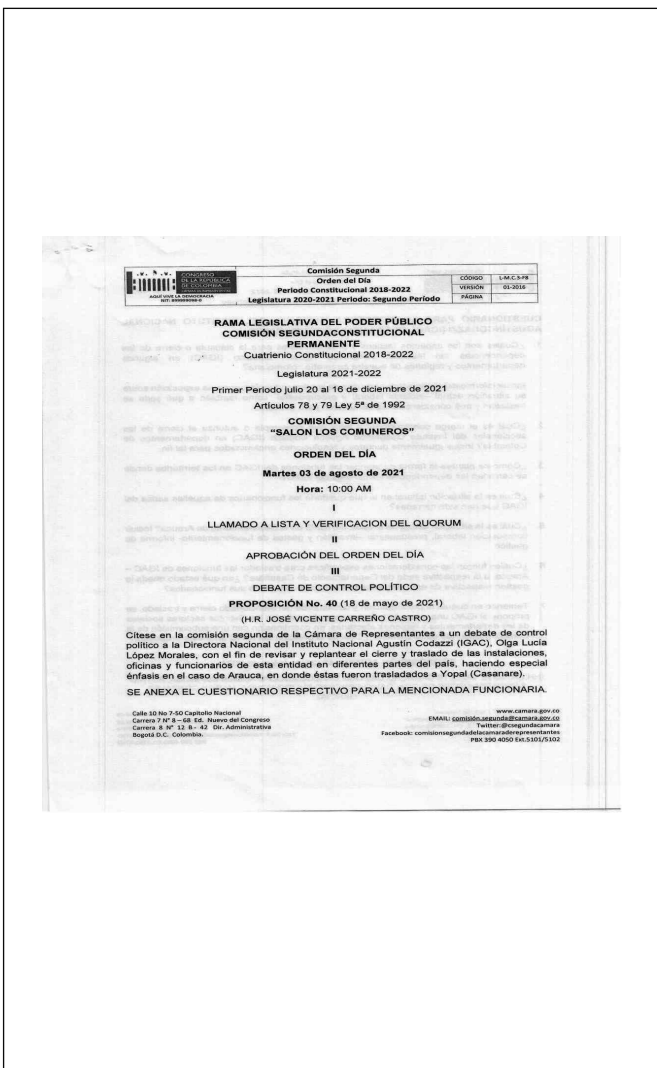 CONGRESO
DE LA REPÚBLICA
DE COLOMBIA
AQUÍ VIVE LA DEMOCRACIA
Comisión Segunda
Orden del Día
Periodo Constitucional 2018-2022
Legislatura 2020-2021 Periodo: Segundo Período
CÓDIGO L-M.C.3-F8
VERSIÓN 01-2016
PÁGINA
RAMA LEGISLATIVA DEL PODER PÚBLICO
COMISIÓN SEGUNDACONSTITUCIONAL
PERMANENTE
Cuatrienio Constitucional 2018-2022
Legislatura 2021-2022
Primer Periodo julio 20 al 16 de diciembre de 2021
Artículos 78 y 79 Ley 5ª de 1992
COMISIÓN SEGUNDA
“SALON LOS COMUNEROS”
ORDEN DEL DÍA
Martes 03 de agosto de 2021
Hora: 10:00 AM
I
LLAMADO A LISTA Y VERIFICACION DEL QUORUM
II
APROBACIÓN DEL ORDEN DEL DÍA
III
DEBATE DE CONTROL POLÍTICO
PROPOSICIÓN No. 40 (18 de mayo de 2021)
(H.R. JOSÉ VICENTE CARREÑO CASTRO)
Cítese en la comisión segunda de la Cámara de Representantes a un debate de control
político a la Directora Nacional del Instituto Nacional Agustín Codazzi (IGAC), Olga Lucía
López Morales, con el fin de revisar y replantear el cierre y traslado de las instalaciones,
oficinas y funcionarios de esta entidad en diferentes partes del país, haciendo especial
énfasis en el caso de Arauca, en donde éstas fueron trasladados a Yopal (Casanare).
SE ANEXA EL CUESTIONARIO RESPECTIVO PARA LA MENCIONADA FUNCIONARIA.
Calle 10 No 7-50 Capitolio Nacional
Carrera 7 N° 8 – 68 Ed. Nuevo del Congreso
Carrera 8 N° 12 B - 42 Dir. Administrativa
Bogotá D.C. Colombia.
www.camara.gov.co
EMAIL: comisión.segunda@camara.gov.co
Twitter:@csegundacamara
Facebook: comisionsegundadelacamaraderepresentantes
PBX 390 4050 Ext.5101/5102